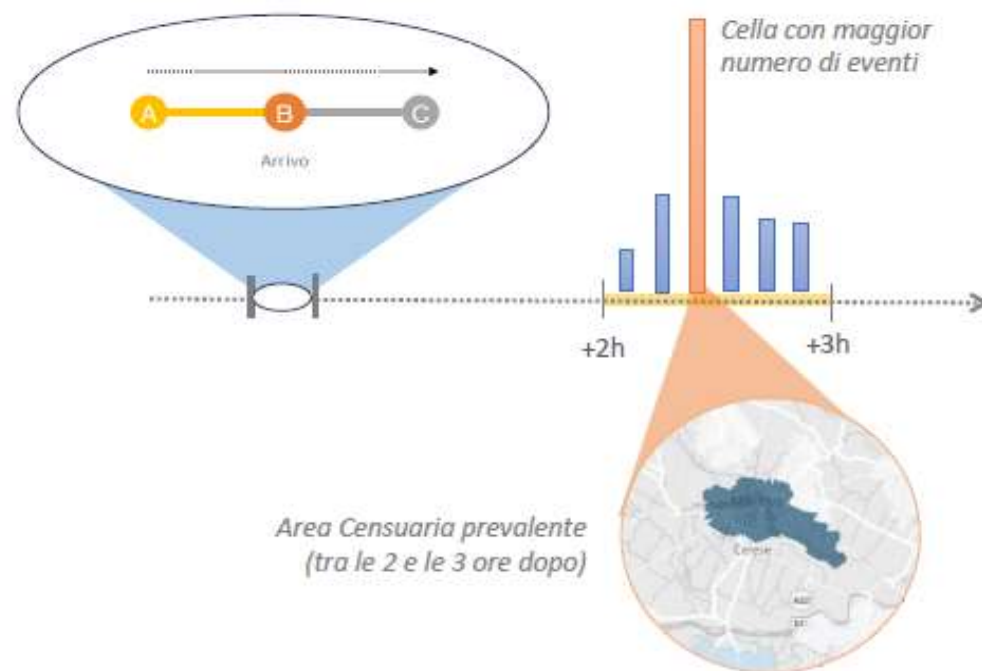 Cella con maggior
numero di eventi
A
B
C
Arrivo
+2h
+3h
Area Censuaria prevalente
(tra le 2 e le 3 ore dopo)